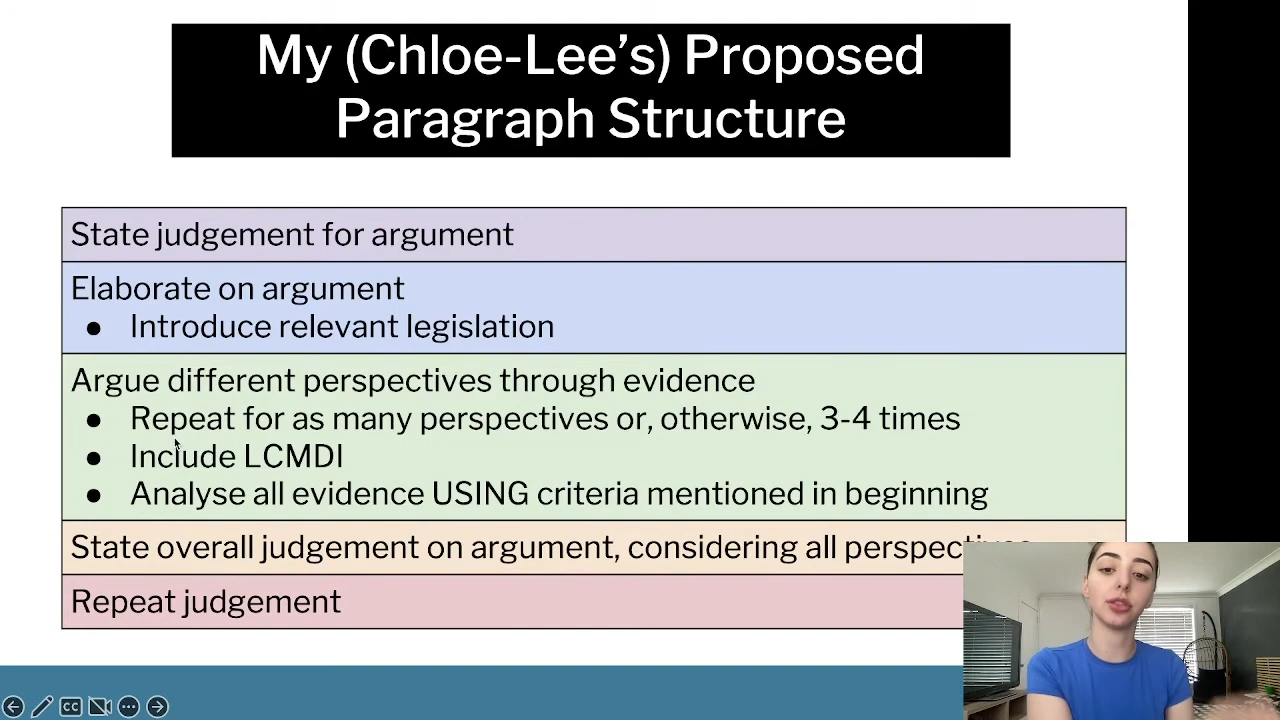 My (Chloe-Lee’s) Proposed
Paragraph Structure
State judgement for argument
Elaborate on argument
● Introduce relevant legislation
Argue different perspectives through evidence
● Repeat for as many perspectives or, otherwise, 3-4 times
● Include LCMDI
● Analyse all evidence USING criteria mentioned in beginning
State overall judgement on argument, considering all perspectives
Repeat judgement
CC